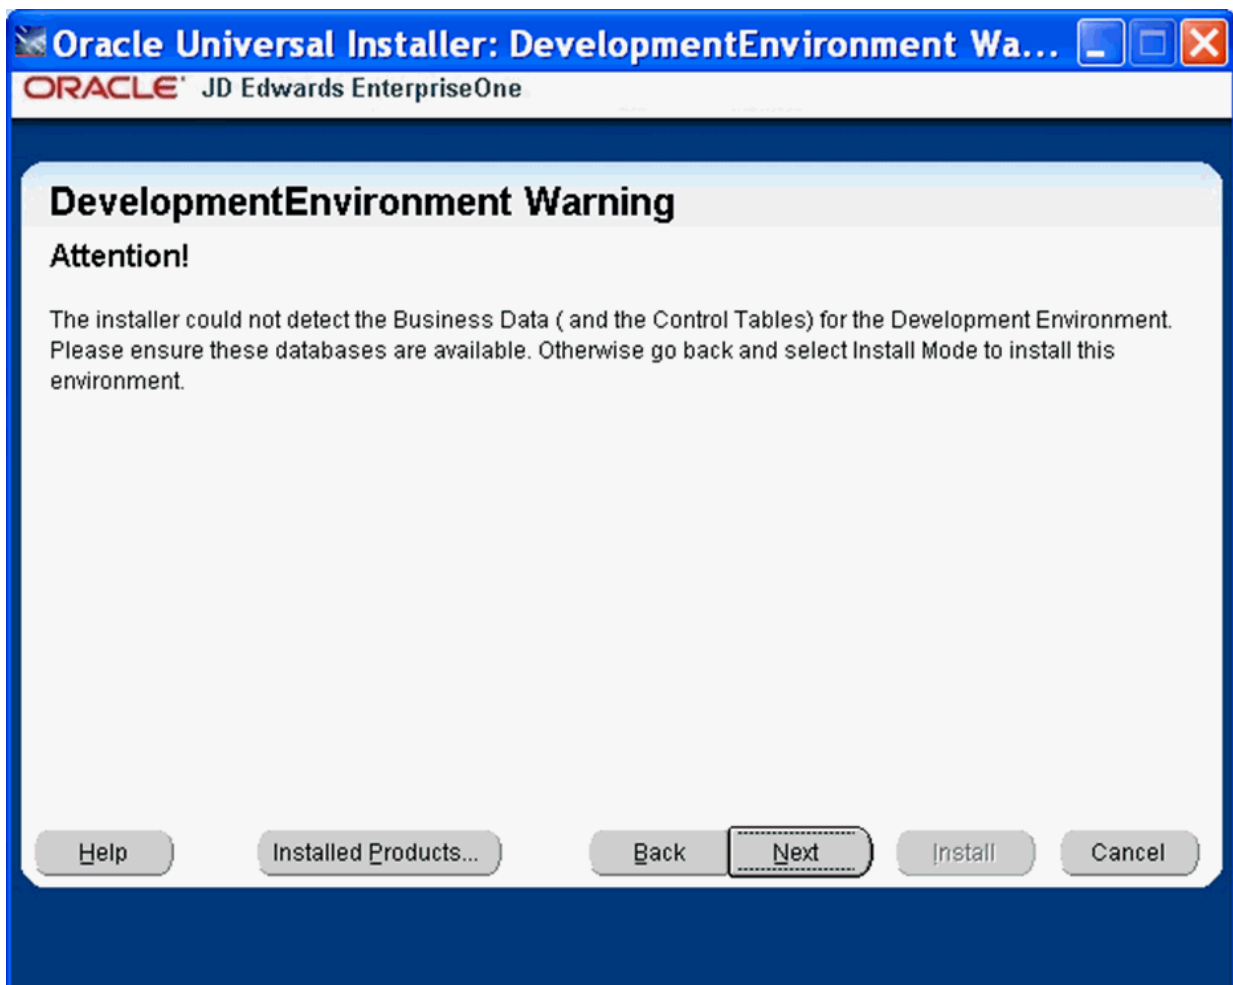 Oracle Universal Installer: DevelopmentEnvironment Wa...
ORACLE JD Edwards EnterpriseOne
DevelopmentEnvironment Warning
Attention!
The installer could not detect the Business Data ( and the Control Tables) for the Development Environment.
Please ensure these databases are available. Otherwise go back and select Install Mode to install this
environment.
Help Installed Products... Back Next Install Cancel